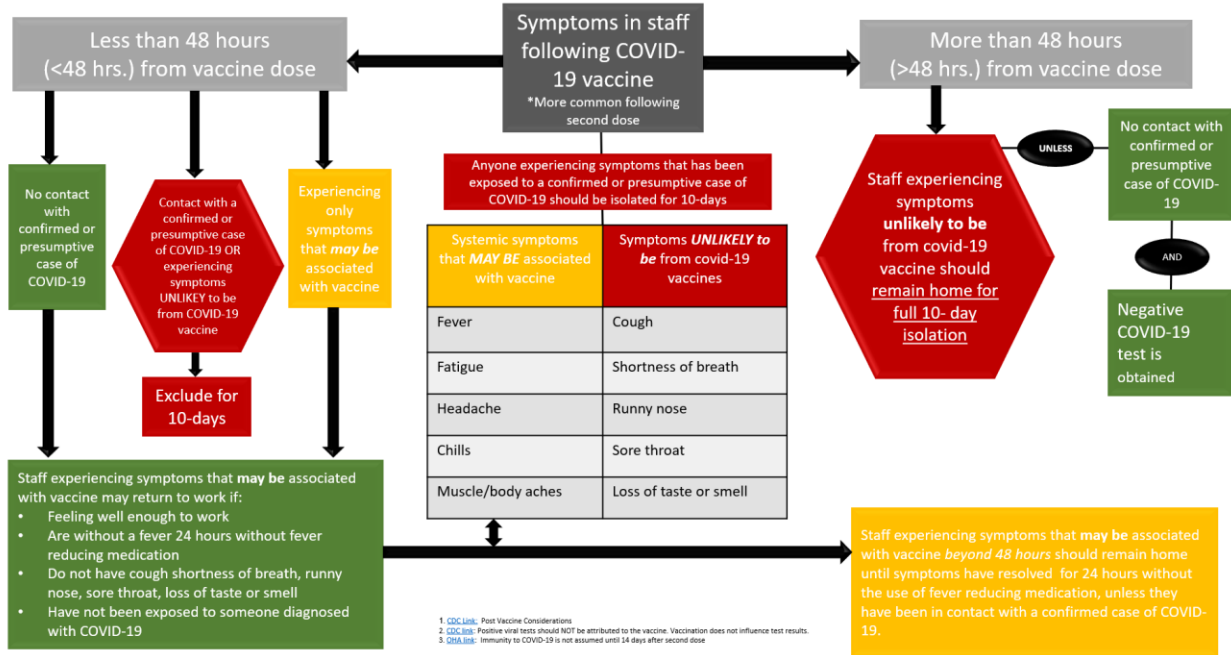 Symptoms in staff
following COVID-
19 vaccine
*More common following
second dose
Less than 48 hours
(<48 hrs.) from vaccine dose
More than 48 hours
(>48 hrs.) from vaccine dose
No contact
with
confirmed or
presumptive
case of
COVID-19
Contact with a
confirmed or
presumptive case
of COVID-19 OR
experiencing
symptoms
UNLIKEY to be
from COVID-19
vaccine
Exclude for
10-days
Experiencing
only
symptoms
that may be
associated
with vaccine
Anyone experiencing symptoms that has been
exposed to a confirmed or presumptive case of
COVID-19 should be isolated for 10-days
Systemic symptoms
that MAY BE associated
with vaccine
Symptoms UNLIKELY to
be from covid-19
vaccines
Fever
Cough
Fatigue
Shortness of breath
Headache
Runny nose
Chills
Sore throat
Muscle/body aches
Loss of taste or smell
Staff experiencing
symptoms
unlikely to be
from covid-19
vaccine should
remain home for
full 10- day
isolation
UNLESS
No contact with
confirmed or
presumptive
case of COVID-
19
AND
Negative
COVID-19
test is
obtained
Staff experiencing symptoms that may be associated
with vaccine may return to work if:
• Feeling well enough to work
• Are without a fever 24 hours without fever
reducing medication
• Do not have cough shortness of breath, runny
nose, sore throat, loss of taste or smell
• Have not been exposed to someone diagnosed
with COVID-19
Staff experiencing symptoms that may be associated
with vaccine beyond 48 hours should remain home
until symptoms have resolved for 24 hours without
the use of fever reducing medication, unless they
have been in contact with a confirmed case of COVID-
19.
1. CDC Link: Post Vaccine Considerations
2. CDC link: Positive viral tests should NOT be attributed to the vaccine. Vaccination does not influence test results.
3. OHA link: Immunity to COVID-19 is not assumed until 14 days after second dose